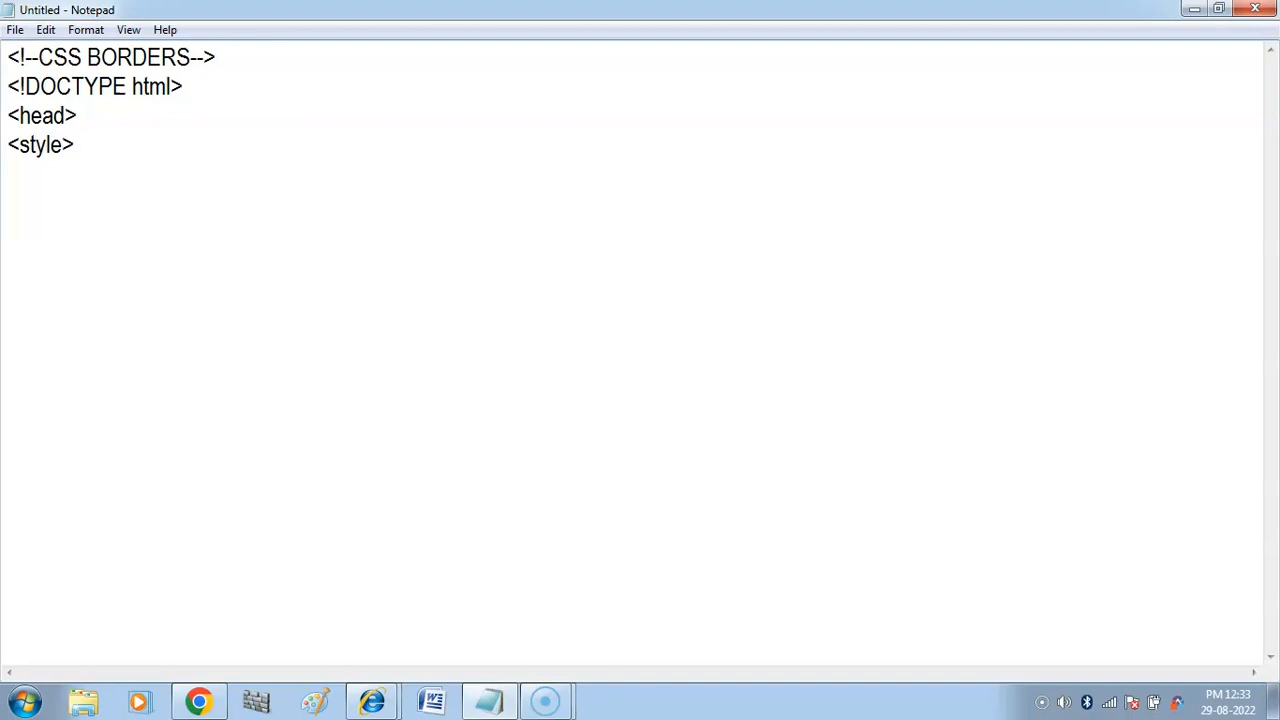 Untitled - Notepad
File Edit Format View Help
<!--CSS BORDERS-->
<!DOCTYPE html>
<head>
<style>
PM 12:33
29-08-2022